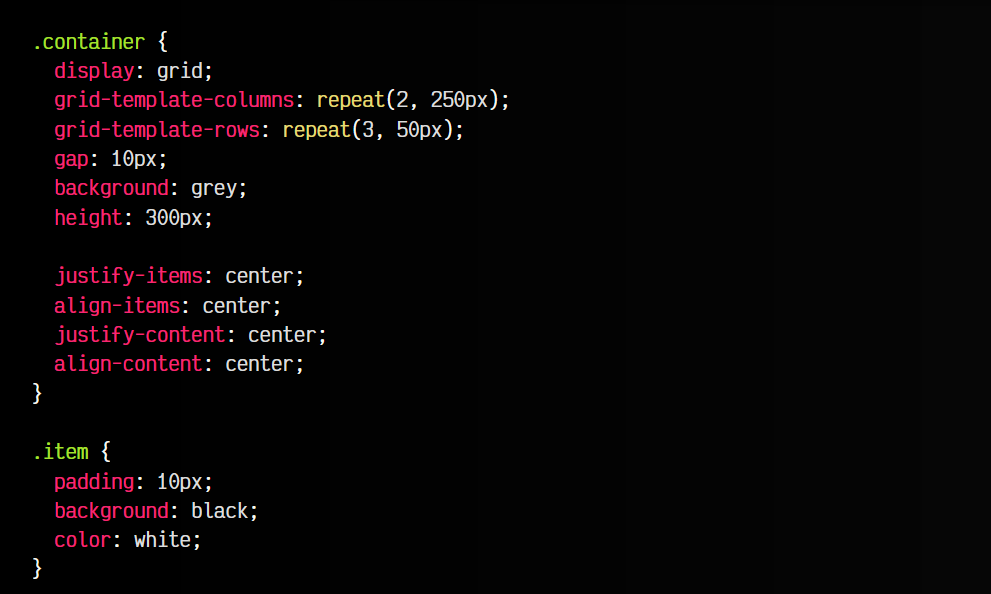 .container {
  display: grid;
  grid-template-columns: repeat(2, 250px);
  grid-template-rows: repeat(3, 50px);
  gap: 10px;
  background: grey;
  height: 300px;

  justify-items: center;
  align-items: center;
  justify-content: center;
  align-content: center;
}

.item {
  padding: 10px;
  background: black;
  color: white;
}